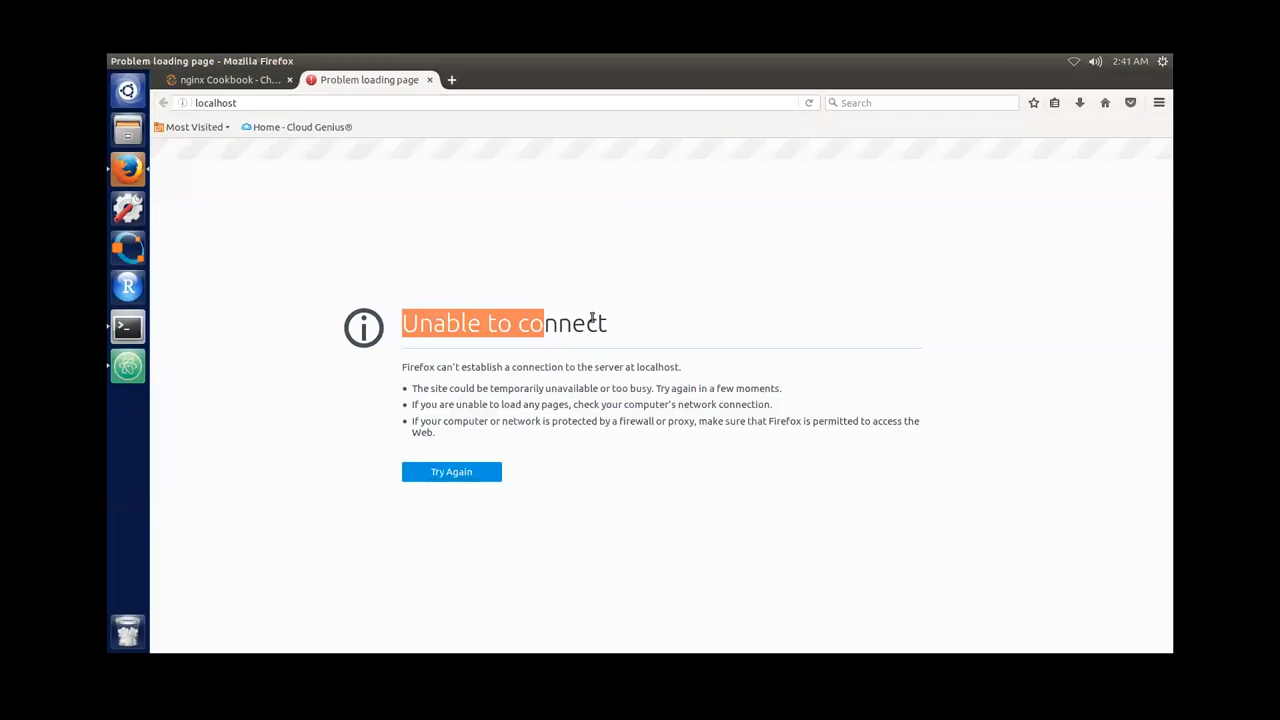 Problem loading page - Mozilla Firefox
2:41 AM
nginx Cookbook - Ch...
Problem loading page
localhost
Search
Most Visited
Home - Cloud Genius®
Unable to connect
Firefox can't establish a connection to the server at localhost.
The site could be temporarily unavailable or too busy. Try again in a few moments.
If you are unable to load any pages, check your computer's network connection.
If your computer or network is protected by a firewall or proxy, make sure that Firefox is permitted to access the
Web.
Try Again
R